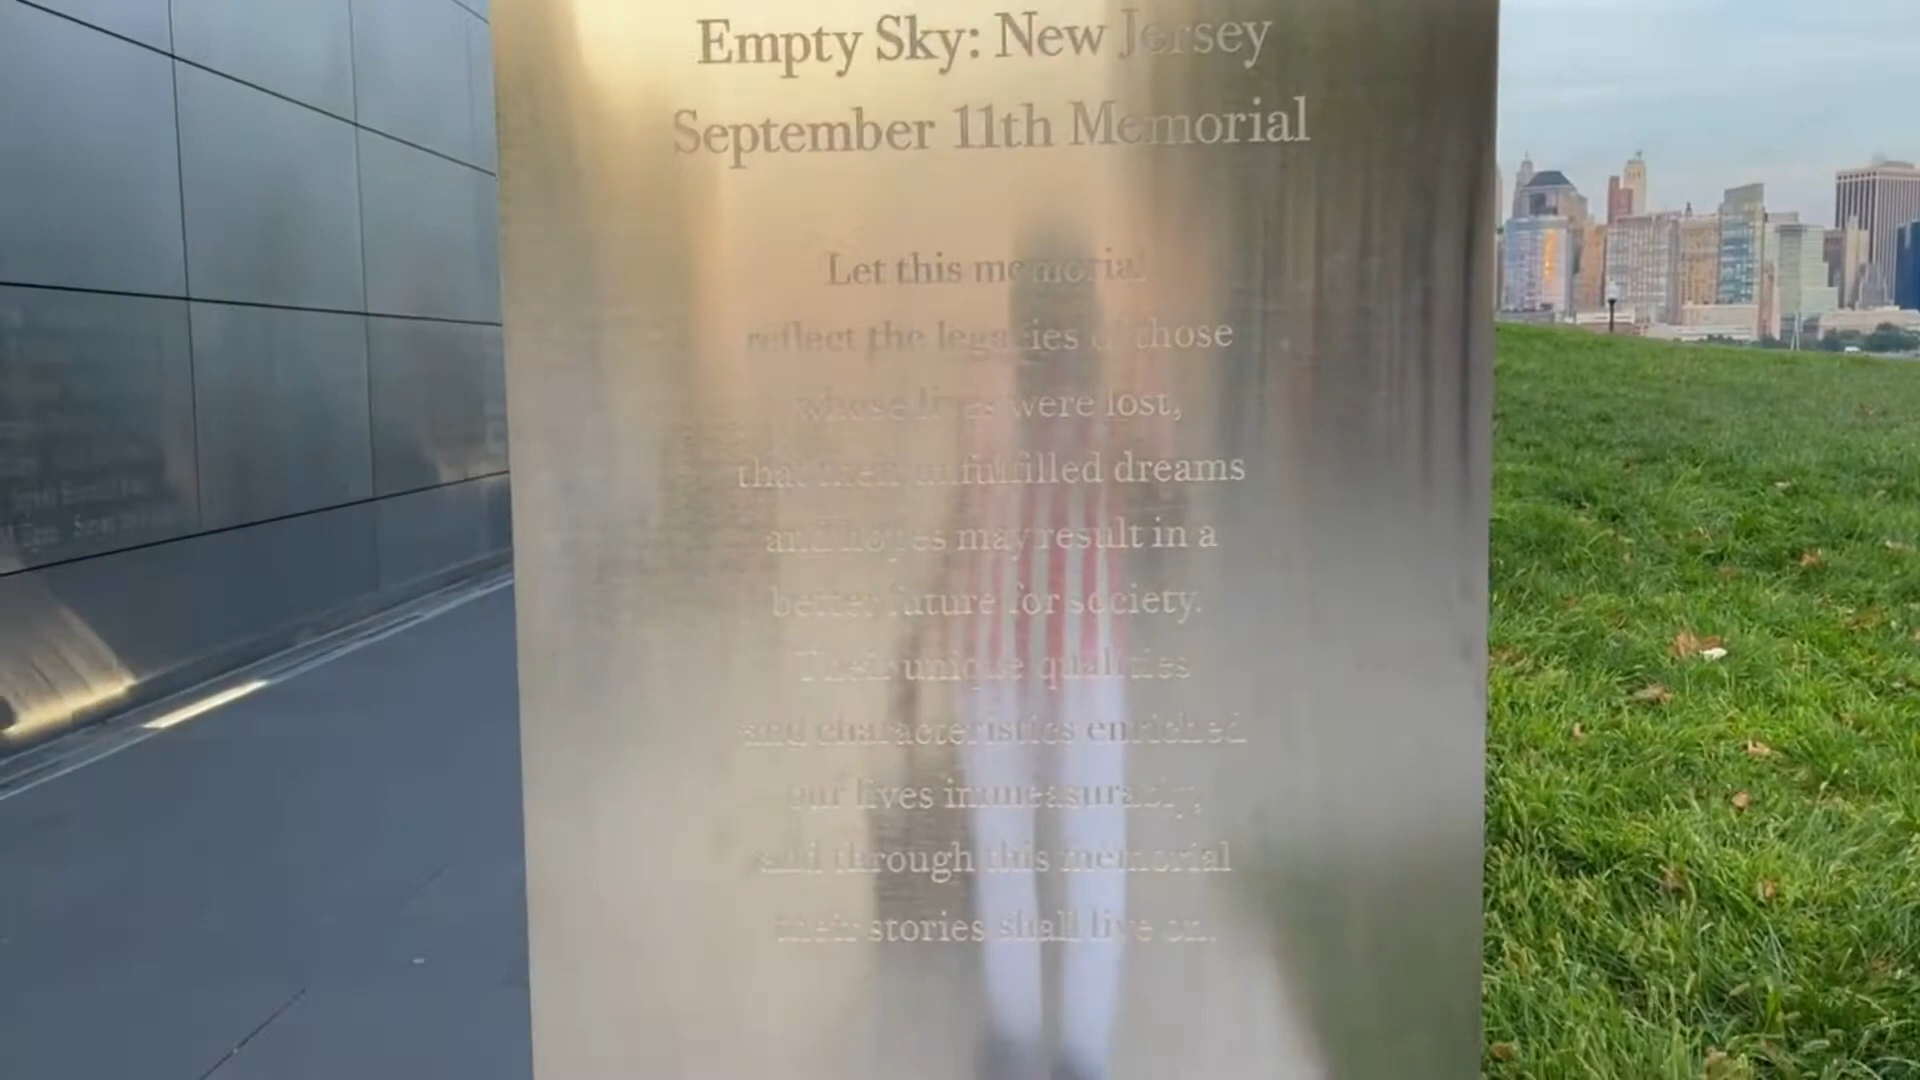 Empty Sky: New Jersey
September 11th Memorial
Let this memorial
reflect the legacies of those
whose lives were lost,
that their unfulfilled dreams
and hopes may result in a
better future for society.
Their unique qualities
and characteristics enriched
our lives immeasurably,
and through this memorial
their stories shall live on.